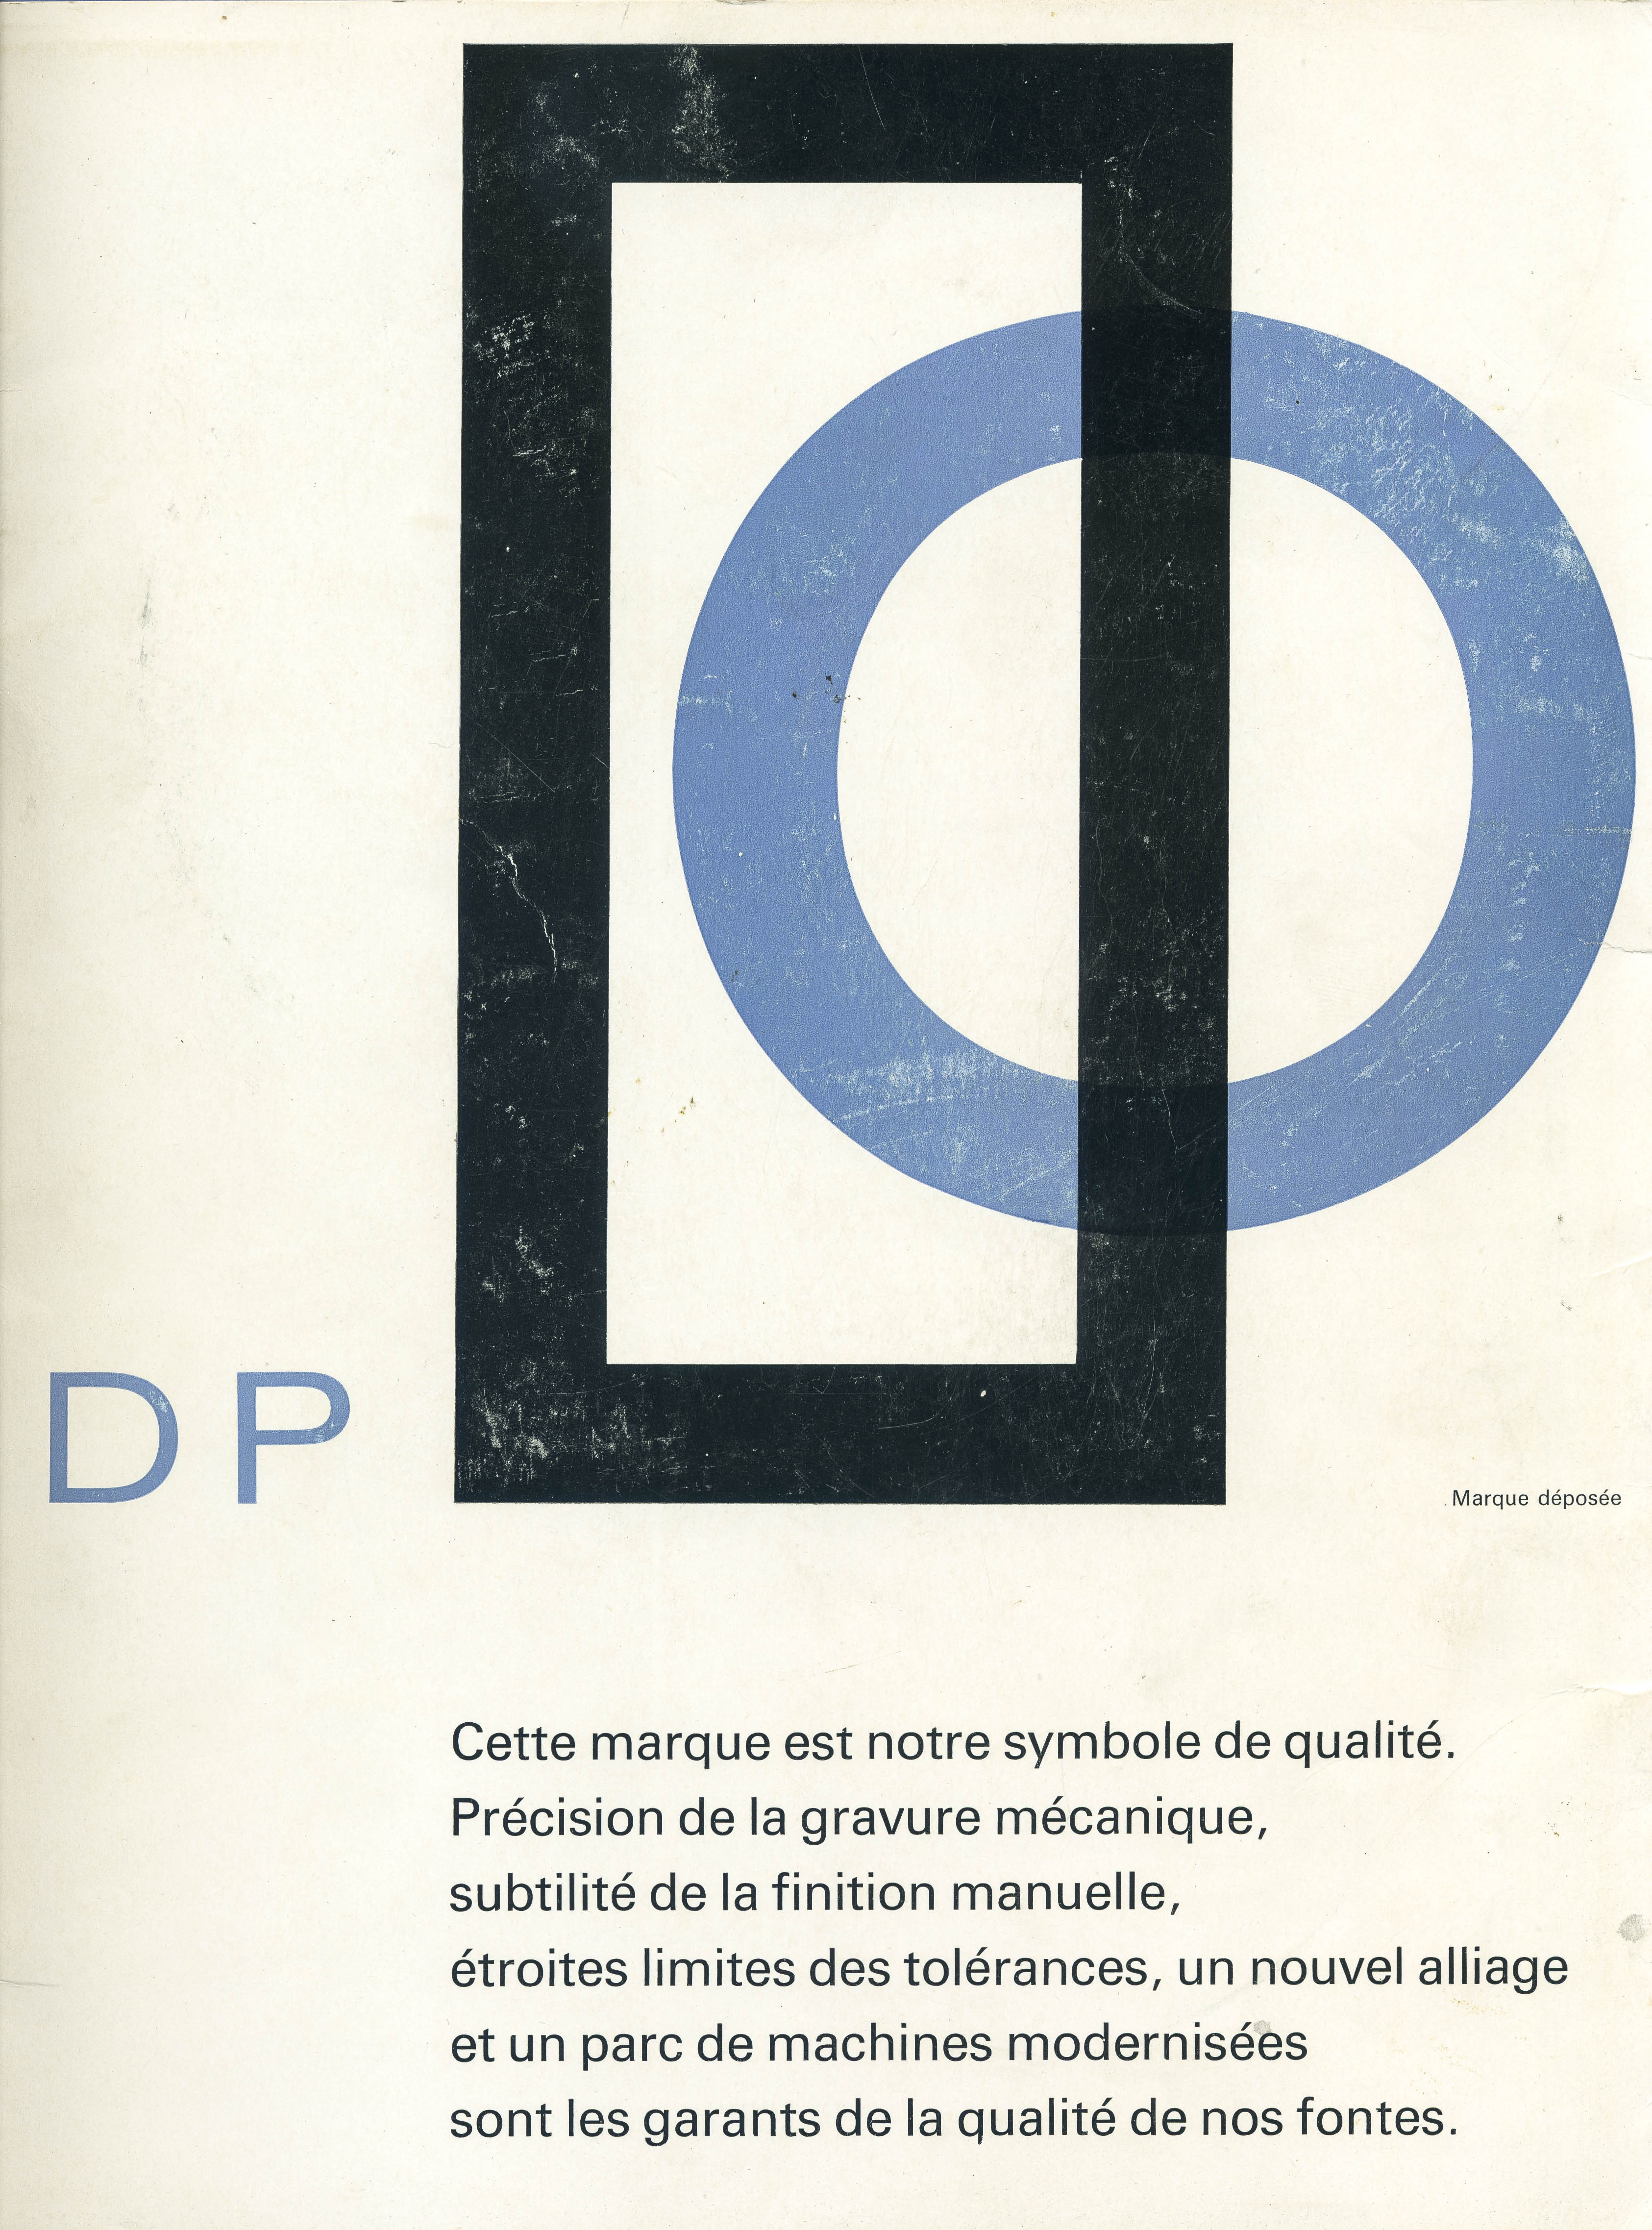 DP
Marque déposée
Cette marque est notre symbole de qualité.
Précision de la gravure mécanique,
subtilité de la finition manuelle,
étroites limites des tolérances, un nouvel alliage
et un parc de machines modernisées
sont les garants de la qualité de nos fontes.